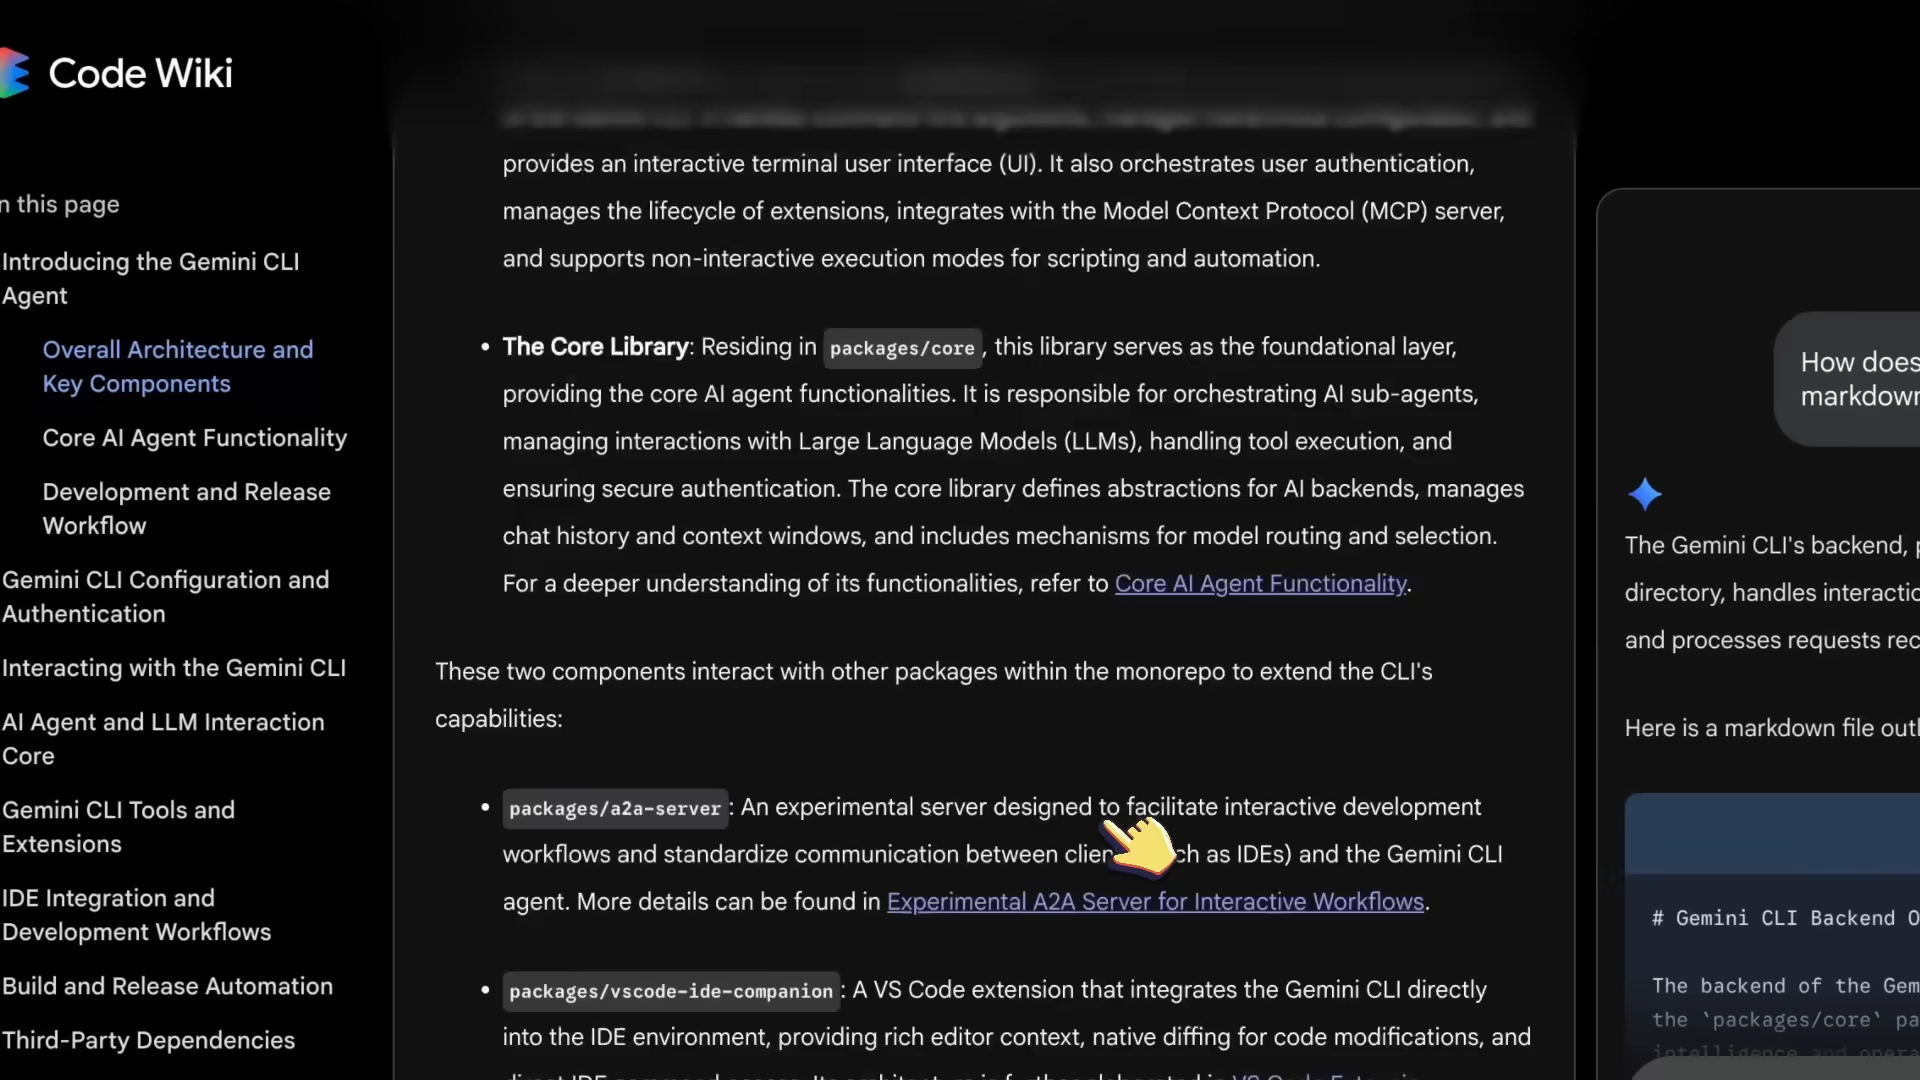 Code Wiki
n this page
Introducing the Gemini CLI
Agent
Overall Architecture and
Key Components
Core AI Agent Functionality
Development and Release
Workflow
Gemini CLI Configuration and
Authentication
Interacting with the Gemini CLI
AI Agent and LLM Interaction
Core
Gemini CLI Tools and
Extensions
IDE Integration and
Development Workflows
Build and Release Automation
Third-Party Dependencies
provides an interactive terminal user interface (UI). It also orchestrates user authentication,
manages the lifecycle of extensions, integrates with the Model Context Protocol (MCP) server,
and supports non-interactive execution modes for scripting and automation.
• The Core Library: Residing in packages/core, this library serves as the foundational layer,
providing the core AI agent functionalities. It is responsible for orchestrating AI sub-agents,
managing interactions with Large Language Models (LLMs), handling tool execution, and
ensuring secure authentication. The core library defines abstractions for AI backends, manages
chat history and context windows, and includes mechanisms for model routing and selection.
For a deeper understanding of its functionalities, refer to Core AI Agent Functionality.
These two components interact with other packages within the monorepo to extend the CLI's
capabilities:
• packages/a2a-server: An experimental server designed to facilitate interactive development
workflows and standardize communication between clien ch as IDEs) and the Gemini CLI
agent. More details can be found in Experimental A2A Server for Interactive Workflows.
• packages/vscode-ide-companion: A VS Code extension that integrates the Gemini CLI directly
into the IDE environment, providing rich editor context, native diffing for code modifications, and
How does
markdown
The Gemini CLI's backend,
directory, handles interactio
and processes requests rec
Here is a markdown file outl
# Gemini CLI Backend O
The backend of the Gem
the `packages/core` pa